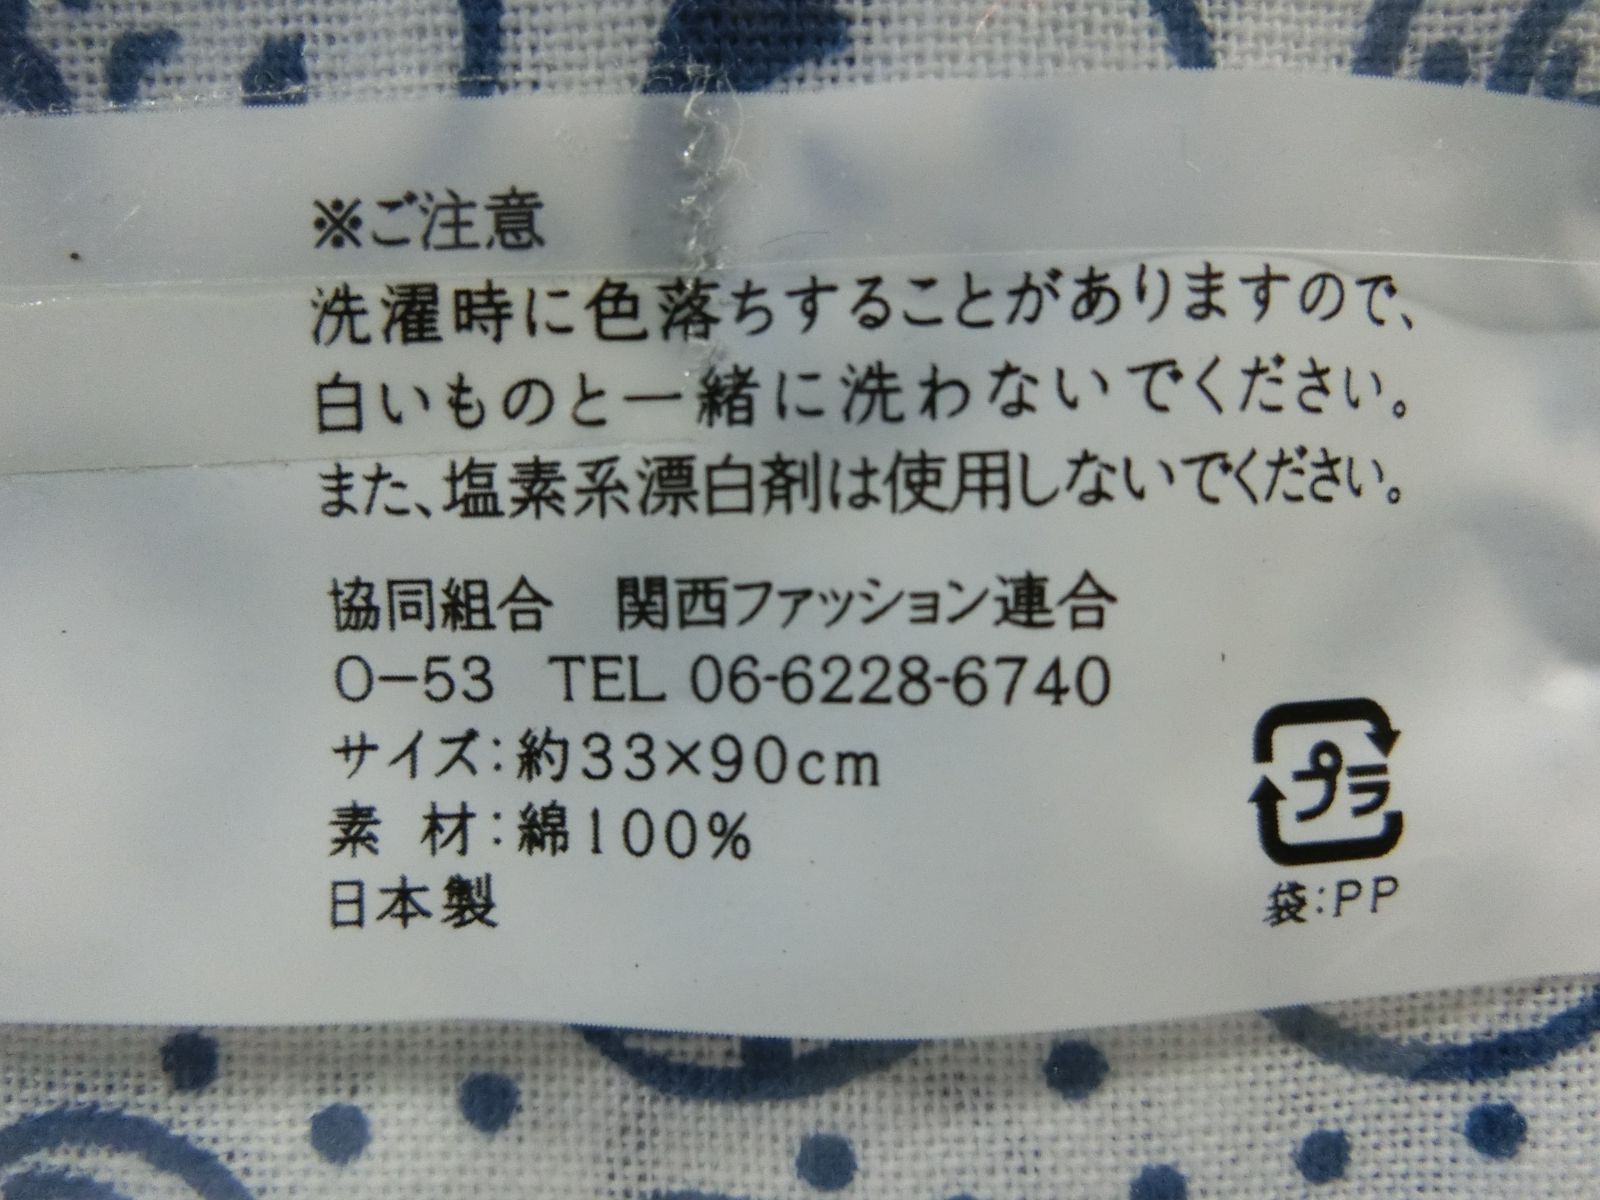 ※ご注意
洗濯時に色落ちすることがありますので、
白いものと一緒に洗わないでください。
また、塩素系漂白剤は使用しないでください。
協同組合　関西ファッション連合
O-53 TEL 06-6228-6740
サイズ：約33×90cm
素 材：綿100%
日本製
プラ
袋：PP